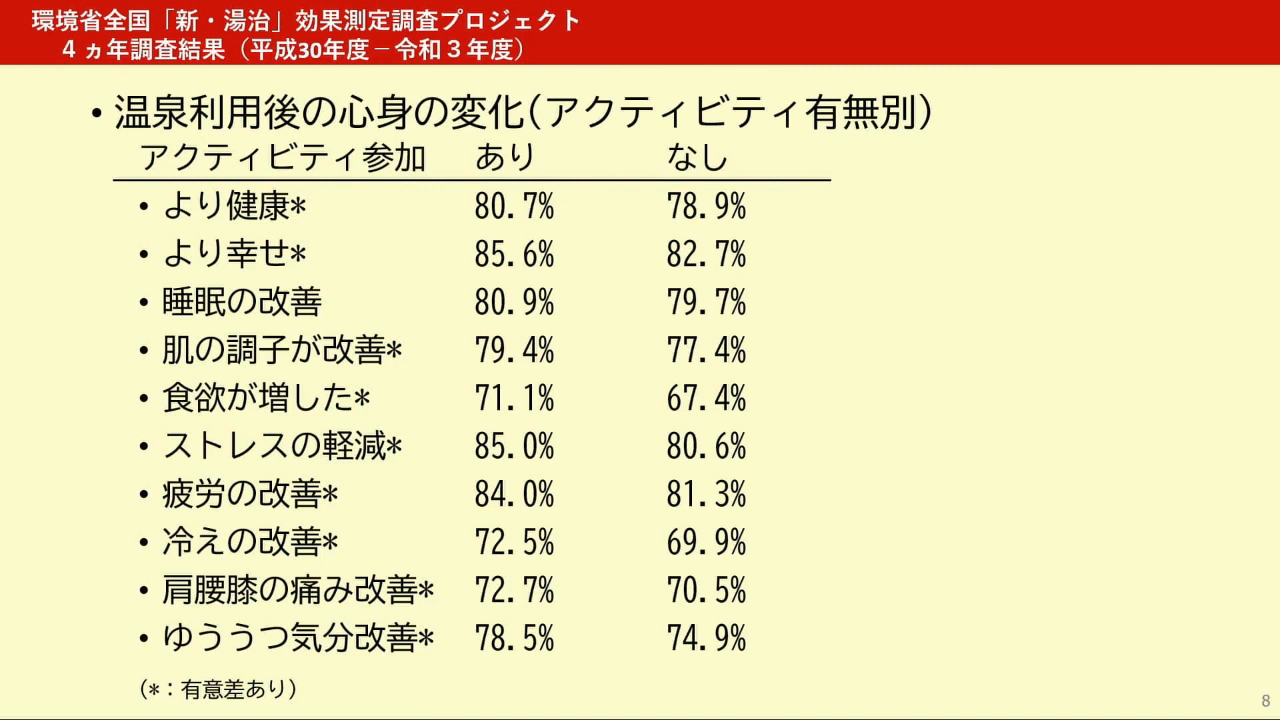 環境省全国「新・湯治」効果測定調査プロジェクト
４ヵ年調査結果（平成30年度－令和３年度）
• 温泉利用後の心身の変化(アクティビティ有無別)
アクティビティ参加 あり なし
• より健康* 80.7% 78.9%
• より幸せ* 85.6% 82.7%
• 睡眠の改善 80.9% 79.7%
• 肌の調子が改善* 79.4% 77.4%
• 食欲が増した* 71.1% 67.4%
• ストレスの軽減* 85.0% 80.6%
• 疲労の改善* 84.0% 81.3%
• 冷えの改善* 72.5% 69.9%
• 肩腰膝の痛み改善* 72.7% 70.5%
• ゆううつ気分改善* 78.5% 74.9%
(*：有意差あり)
8